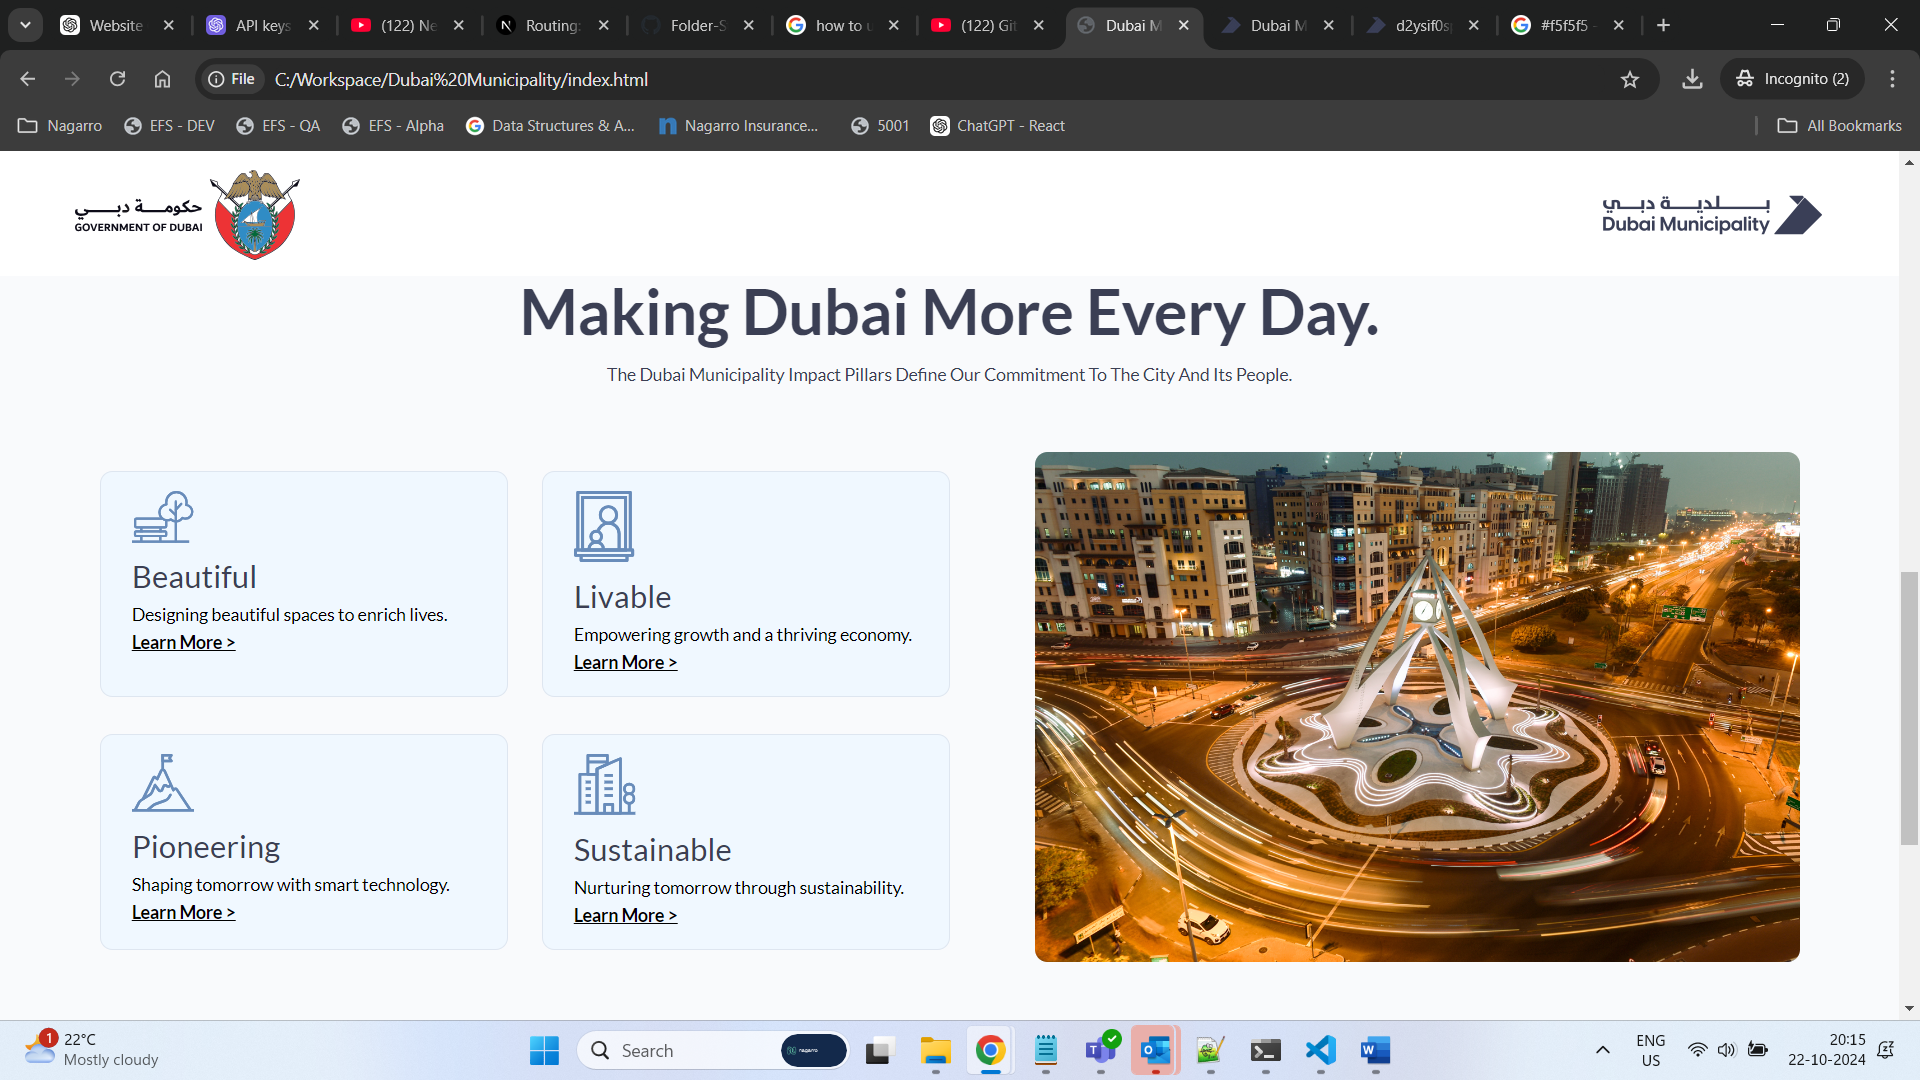 Website
API keys
(122) Ne
Routing:
Folder-S
how to u
(122) Git
Dubai M
Dubai M
d2ysif0sp
#f5f5f5 -
File
C:/Workspace/Dubai%20Municipality/index.html
Incognito (2)
Nagarro
EFS - DEV
EFS - QA
EFS - Alpha
Data Structures & A...
Nagarro Insurance...
5001
ChatGPT - React
All Bookmarks
حكومة دبي
GOVERNMENT OF DUBAI
بلدية دبي
Dubai Municipality
Making Dubai More Every Day.
The Dubai Municipality Impact Pillars Define Our Commitment To The City And Its People.
Beautiful
Designing beautiful spaces to enrich lives.
Learn More >
Livable
Empowering growth and a thriving economy.
Learn More >
Pioneering
Shaping tomorrow with smart technology.
Learn More >
Sustainable
Nurturing tomorrow through sustainability.
Learn More >
1
22°C
Mostly cloudy
Search
nagarro
ENG
US
20:15
22-10-2024